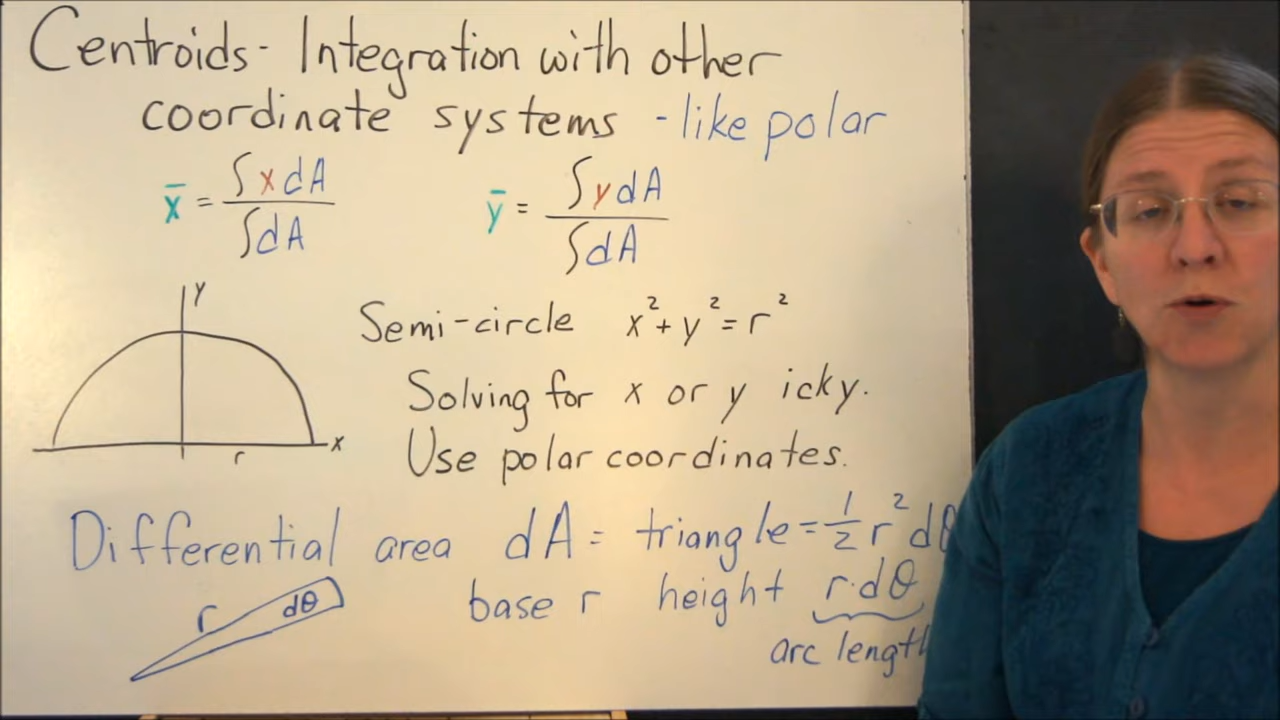 Centroids - Integration with other
coordinate systems - like polar
x̄ = ∫x dA / ∫dA
ȳ = ∫y dA / ∫dA
y
x
r
Semi-circle x² + y² = r²
Solving for x or y icky.
Use polar coordinates.
Differential area dA = triangle = ½ r² dθ
r dθ
base r height r·dθ
arc length